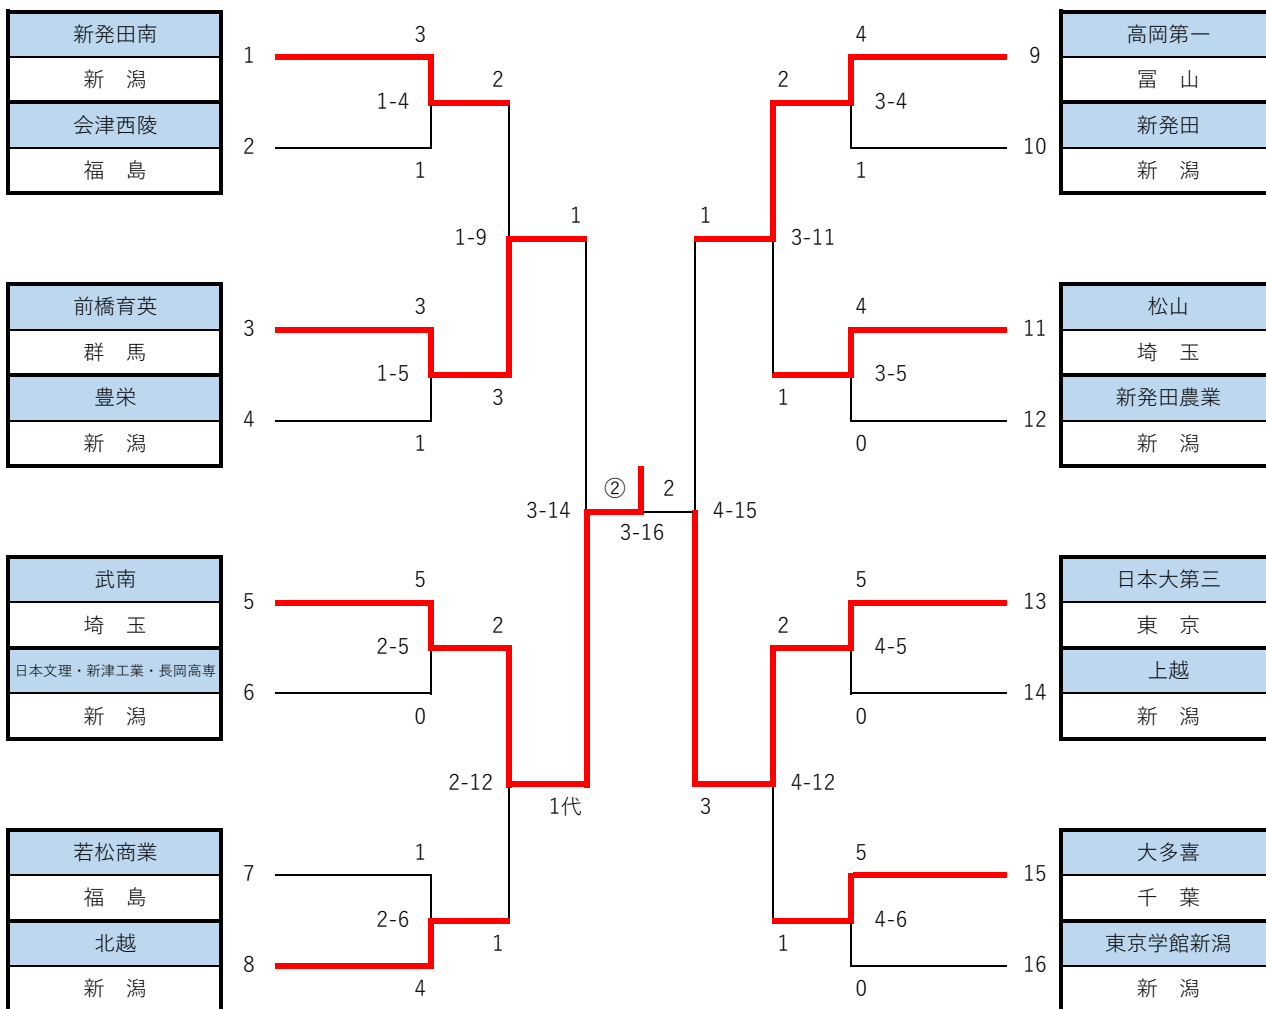 新発田南
新 潟
会津西陵
福 島
1
2
3
1-4
1
2
前橋育英
群 馬
豊栄
新 潟
3
4
3
1-5
1
3
1-9
1
武南
埼 玉
日本文理・新津工業・長岡高専
新 潟
5
6
5
2-5
0
2
若松商業
福 島
北越
新 潟
7
8
1
2-6
4
1
2-12
1代
3-14
②
2
3-16
4-15
高岡第一
冨 山
新発田
新 潟
9
10
4
3-4
1
2
松山
埼 玉
新発田農業
新 潟
11
12
4
3-5
0
1
3-11
1
日本大第三
東 京
上越
新 潟
13
14
5
4-5
0
2
大多喜
千 葉
東京学館新潟
新 潟
15
16
5
4-6
0
1
4-12
3